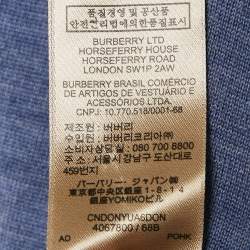 품질경영 및 공산품
안전관리법에의한품질표시
BURBERRY LTD
HORSEFERRY HOUSE
HORSEFERRY ROAD
LONDON SW1P 2AW
BURBERRY BRASIL COMÉRCIO
DE ARTIGOS DE VESTUARIO E
ACESSÓRIOS LTDA.
CNPJ: 10.770.518/0001-68
제조원 : 버버리
수입원 : 버버리코리아㈜
소비자상담실 : 080 700 8800
주소 : 서울시 강남구 도산대로
459번지
バーバリー・ジャパン㈱
東京都中央区銀座 1 - 8 - 1 4
銀座YOMIKOビル
CNDONYUA6DON
4067800 / 68B
AD POHK